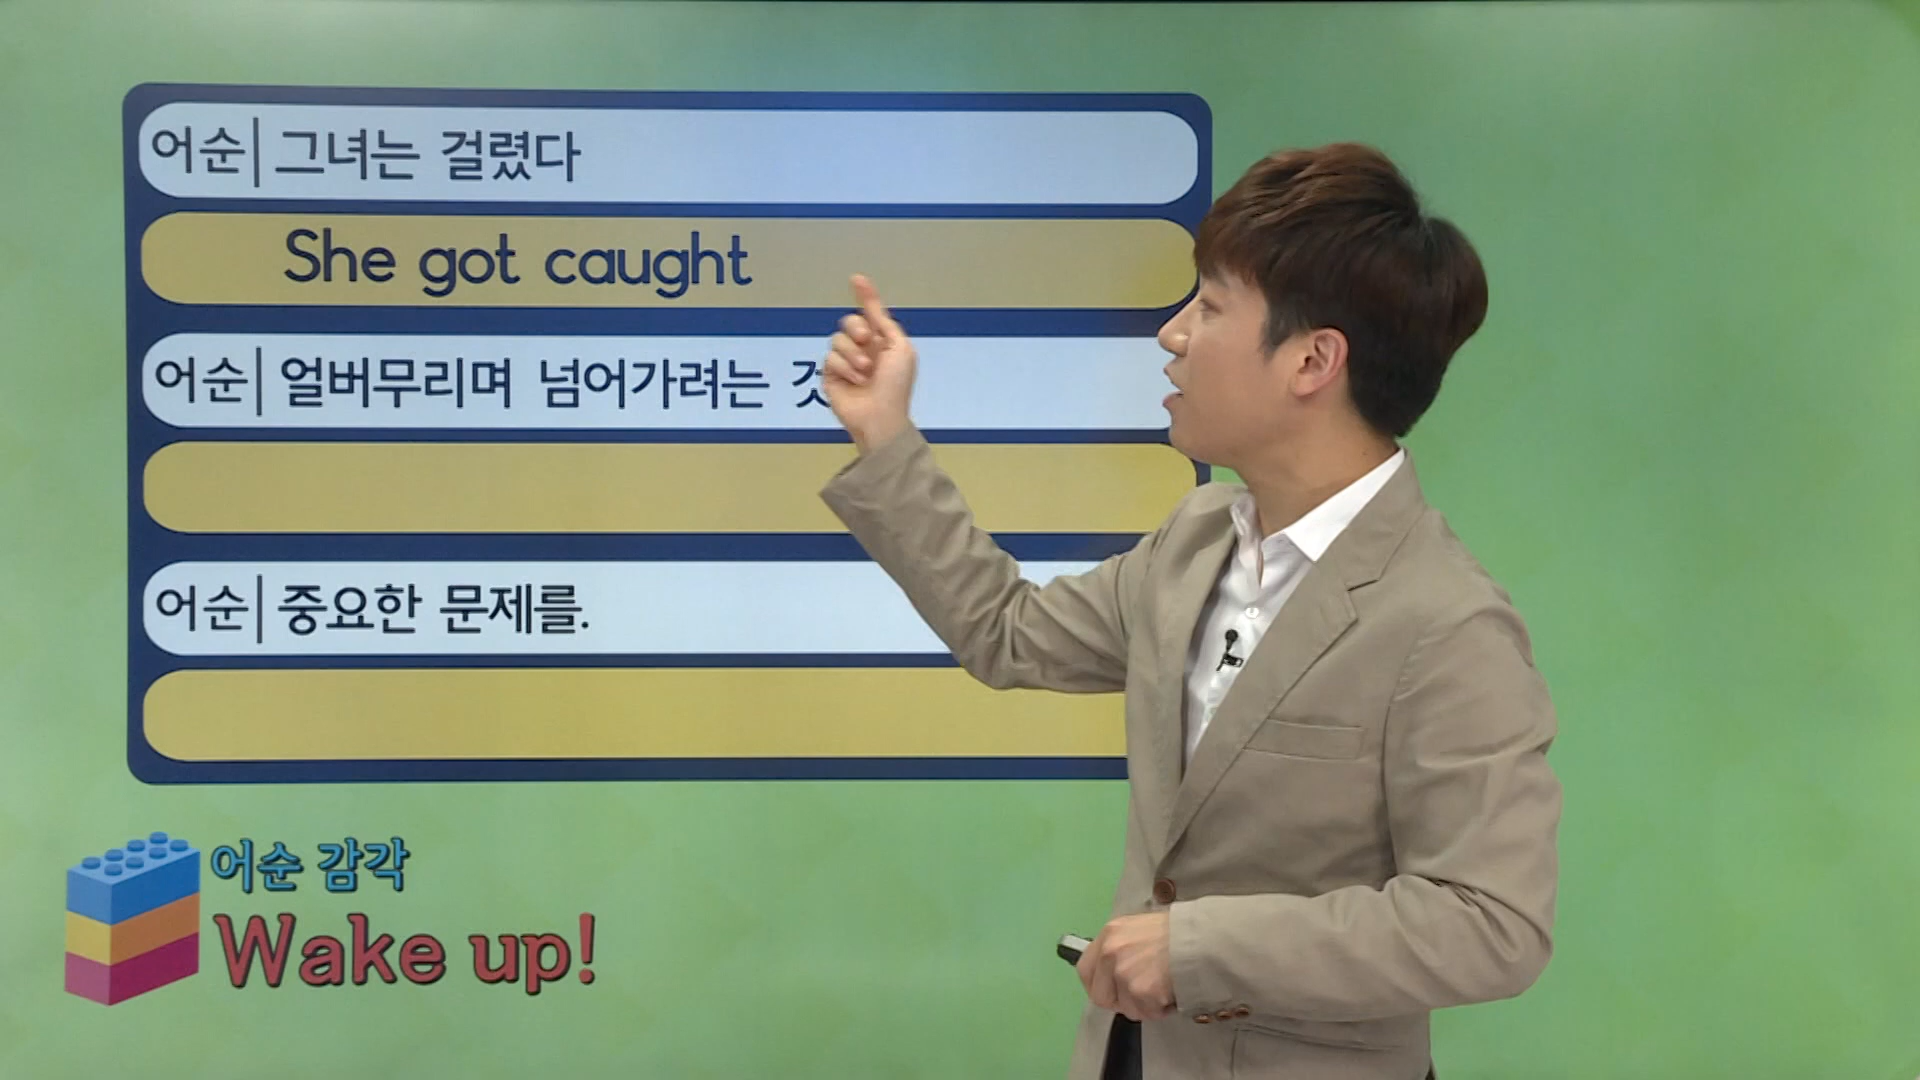 어순 그녀는 걸렸다
She got caught
어순 얼버무리며 넘어가려는 것
어순 중요한 문제를.
어순 감각
Wake up!